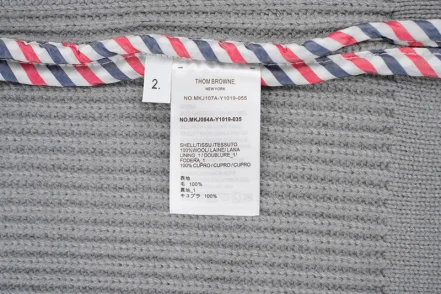 2.
THOM BROWNE.
NEW YORK
NO.MKJ107A-Y1019-055
NO.MKJ084A-Y1019-035
SHELL/TISSU/TESSUTO
100%WOOL/LAINE/LANA
LINING_1/DOUBLURE_1/
FODERA_1
100% CUPRO/CUPRO/CUPRO
表地
毛 100%
裏地_1
キュプラ 100%